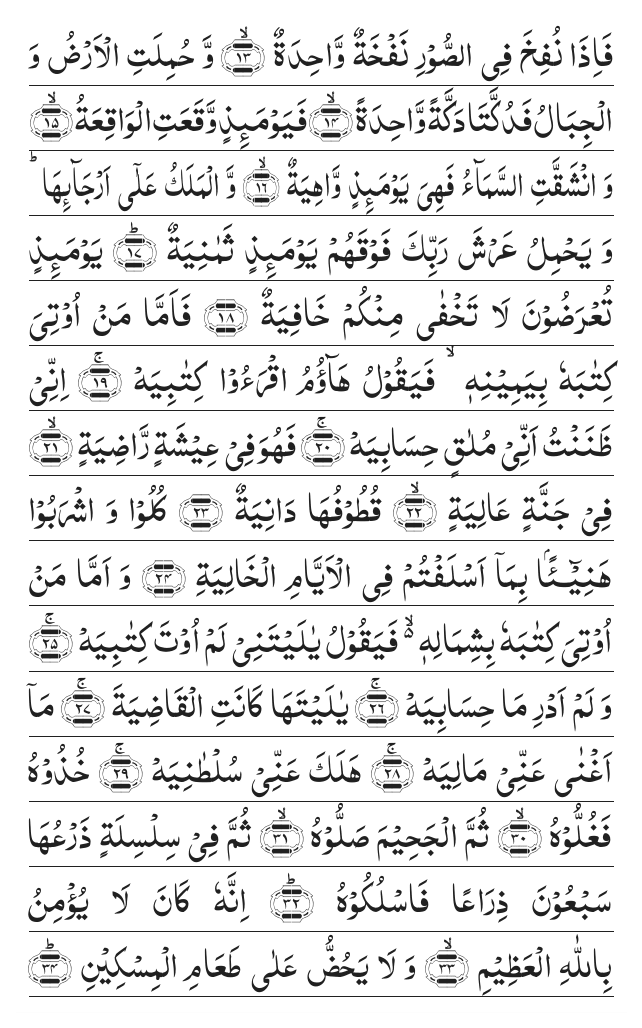 فَاِذَا نُفِخَ فِى الصُّوۡرِ نَفۡخَةٌ وَّاحِدَةٌ ۙ‏ ﴿۱۳﴾ وَّ حُمِلَتِ الۡاَرۡضُ وَ
الۡجِبَالُ فَدُكَّتَا دَكَّةً وَّاحِدَةً ۙ‏ ﴿۱۴﴾ فَيَوۡمَٮِٕذٍ وَّقَعَتِ الۡوَاقِعَةُ ۙ‏ ﴿۱۵﴾
وَ انْشَقَّتِ السَّمَآءُ فَهِىَ يَوۡمَٮِٕذٍ وَّاهِيَةٌ ۙ‏ ﴿۱۶﴾ وَّ الۡمَلَكُ عَلٰٓى اَرۡجَآٮِٕهَا ؕ
وَ يَحۡمِلُ عَرۡشَ رَبِّكَ فَوۡقَهُمۡ يَوۡمَٮِٕذٍ ثَمٰنِيَةٌ ؕ‏ ﴿۱۷﴾ يَوۡمَٮِٕذٍ
تُعۡرَضُوۡنَ لَا تَخۡفٰى مِنۡكُمۡ خَافِيَةٌ‏ ﴿۱۸﴾ فَاَمَّا مَنۡ اُوۡتِىَ
كِتٰبَهٗ بِيَمِيۡنِهٖ ۙ فَيَقُوۡلُ هَآؤُمُ اقۡرَءُوۡا كِتٰبِيَهۡ‌ۚ‏ ﴿۱۹﴾ اِنِّىۡ
ظَنَنۡتُ اَنِّىۡ مُلٰقٍ حِسَابِيَهۡ‌ۚ‏ ﴿۲۰﴾ فَهُوَ فِىۡ عِيۡشَةٍ رَّاضِيَةٍ ۙ‏ ﴿۲۱﴾
فِىۡ جَنَّةٍ عَالِيَةٍ ۙ‏ ﴿۲۲﴾ قُطُوۡفُهَا دَانِيَةٌ‏ ﴿۲۳﴾ كُلُوۡا وَ اشۡرَبُوۡا
هَنِيۡٓــًٔا ۢ بِمَاۤ اَسۡلَفۡتُمۡ فِى الۡاَيَّامِ الۡخَالِيَةِ‏ ﴿۲۴﴾ وَ اَمَّا مَنۡ
اُوۡتِىَ كِتٰبَهٗ بِشِمَالِهٖ ۙ۬ فَيَقُوۡلُ يٰلَيۡتَنِىۡ لَمۡ اُوۡتَ كِتٰبِيَهۡ‌ۚ‏ ﴿۲۵﴾
وَ لَمۡ اَدۡرِ مَا حِسَابِيَهۡ‌ۚ‏ ﴿۲۶﴾ يٰلَيۡتَهَا كَانَتِ الۡقَاضِيَةَ‌ ۚ‏ ﴿۲۷﴾ مَاۤ
اَغۡنٰى عَنِّىۡ مَالِيَهۡ‌ۚ‏ ﴿۲۸﴾ هَلَكَ عَنِّىۡ سُلۡطٰنِيَهۡ‌ۚ‏ ﴿۲۹﴾ خُذُوۡهُ
فَغُلُّوۡهُ ۙ‏ ﴿۳۰﴾ ثُمَّ الۡجَحِيۡمَ صَلُّوۡهُ ۙ‏ ﴿۳۱﴾ ثُمَّ فِىۡ سِلۡسِلَةٍ ذَرۡعُهَا
سَبۡعُوۡنَ ذِرَاعًا فَاسۡلُكُوۡهُ ؕ‏ ﴿۳۲﴾ اِنَّهٗ كَانَ لَا يُؤۡمِنُ
بِاللّٰهِ الۡعَظِيۡمِ ۙ‏ ﴿۳۳﴾ وَ لَا يَحُضُّ عَلٰى طَعَامِ الۡمِسۡكِيۡنِ ؕ‏ ﴿۳۴﴾